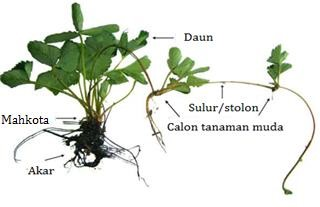 Daun
Sulur/stolon
Mahkota
Calon tanaman muda
Akar